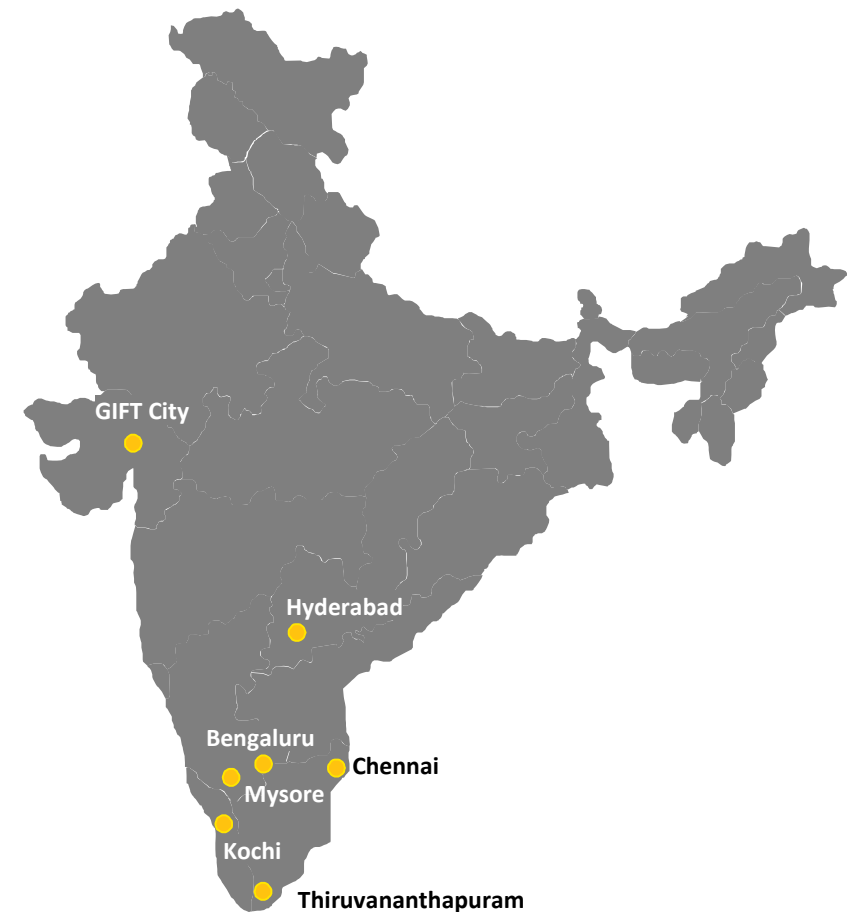 GIFT City
Hyderabad
Bengaluru
Chennai
Mysore
Kochi
Thiruvananthapuram